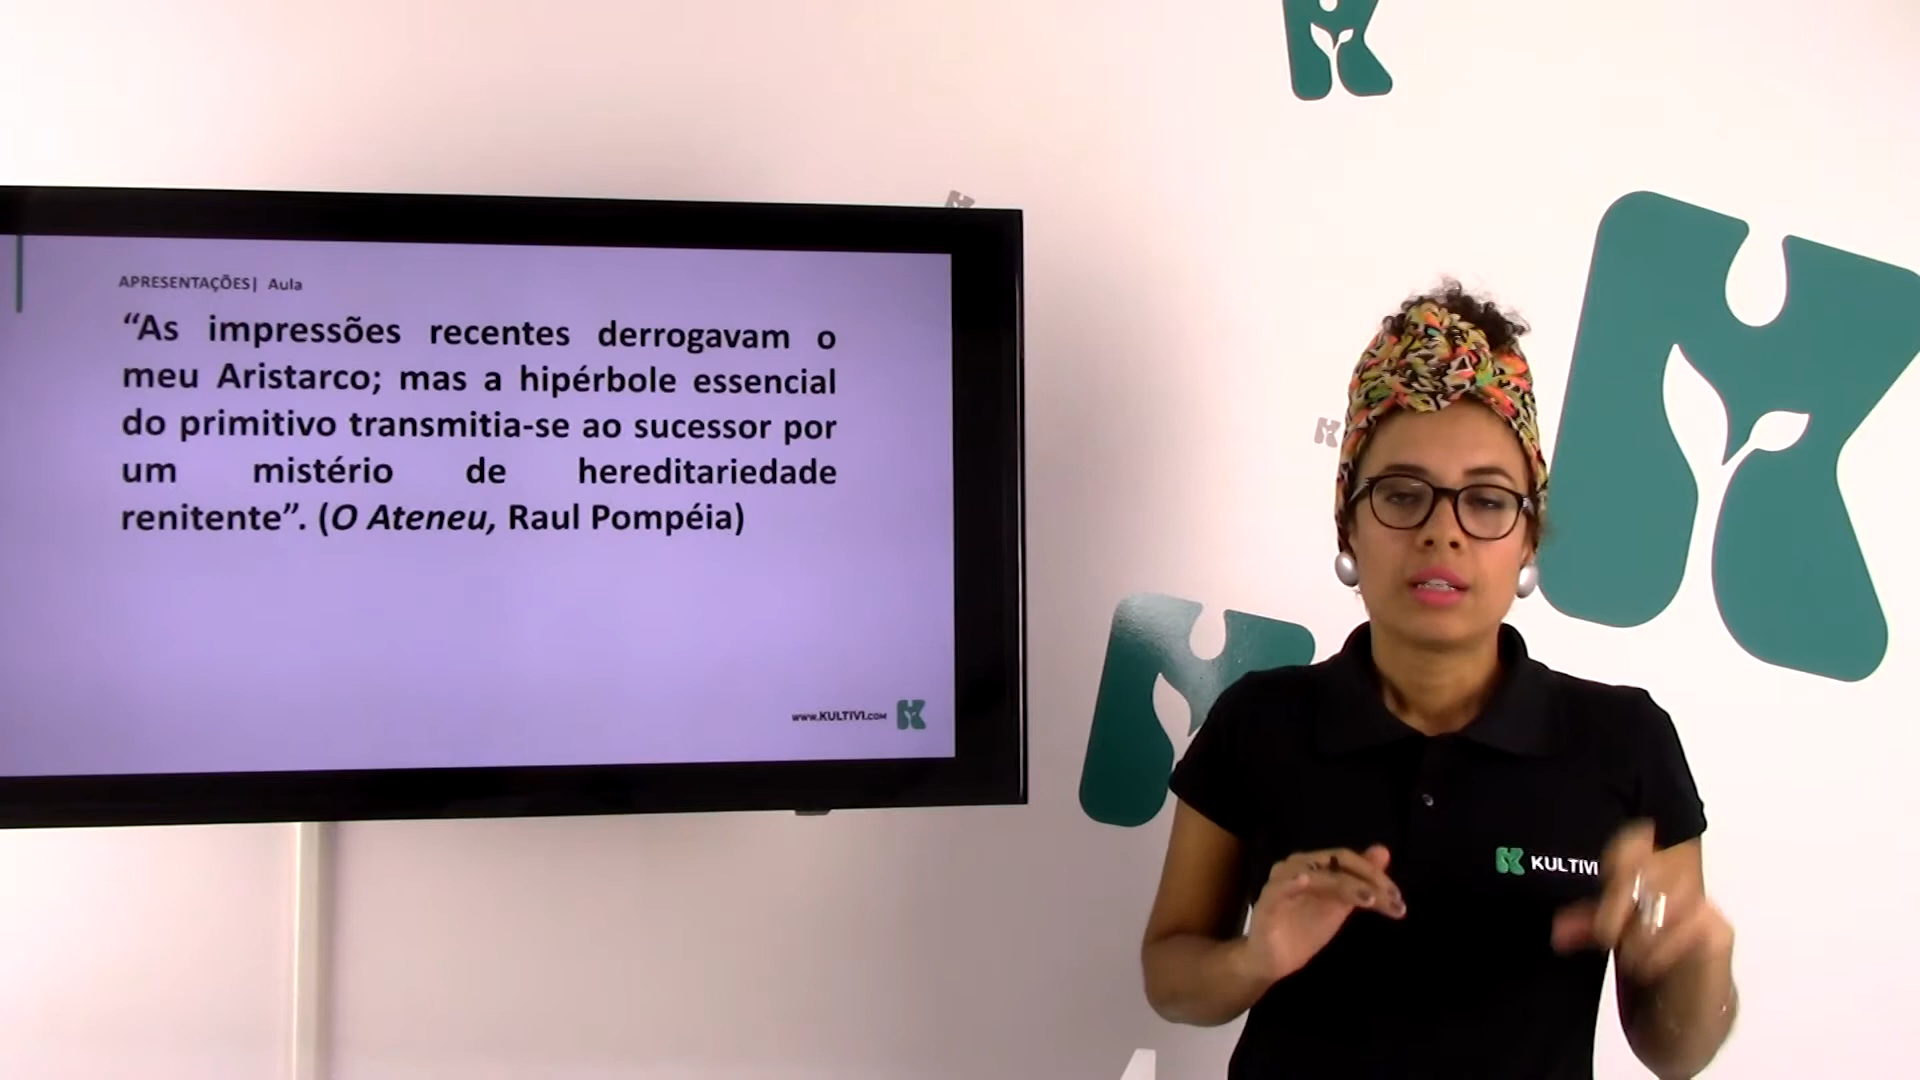 APRESENTAÇÕES| Aula
“As impressões recentes derrogavam o
meu Aristarco; mas a hipérbole essencial
do primitivo transmitia-se ao sucessor por
um mistério de hereditariedade
renitente”. (O Ateneu, Raul Pompéia)
www.KULTIVI.COM
KULTIVI